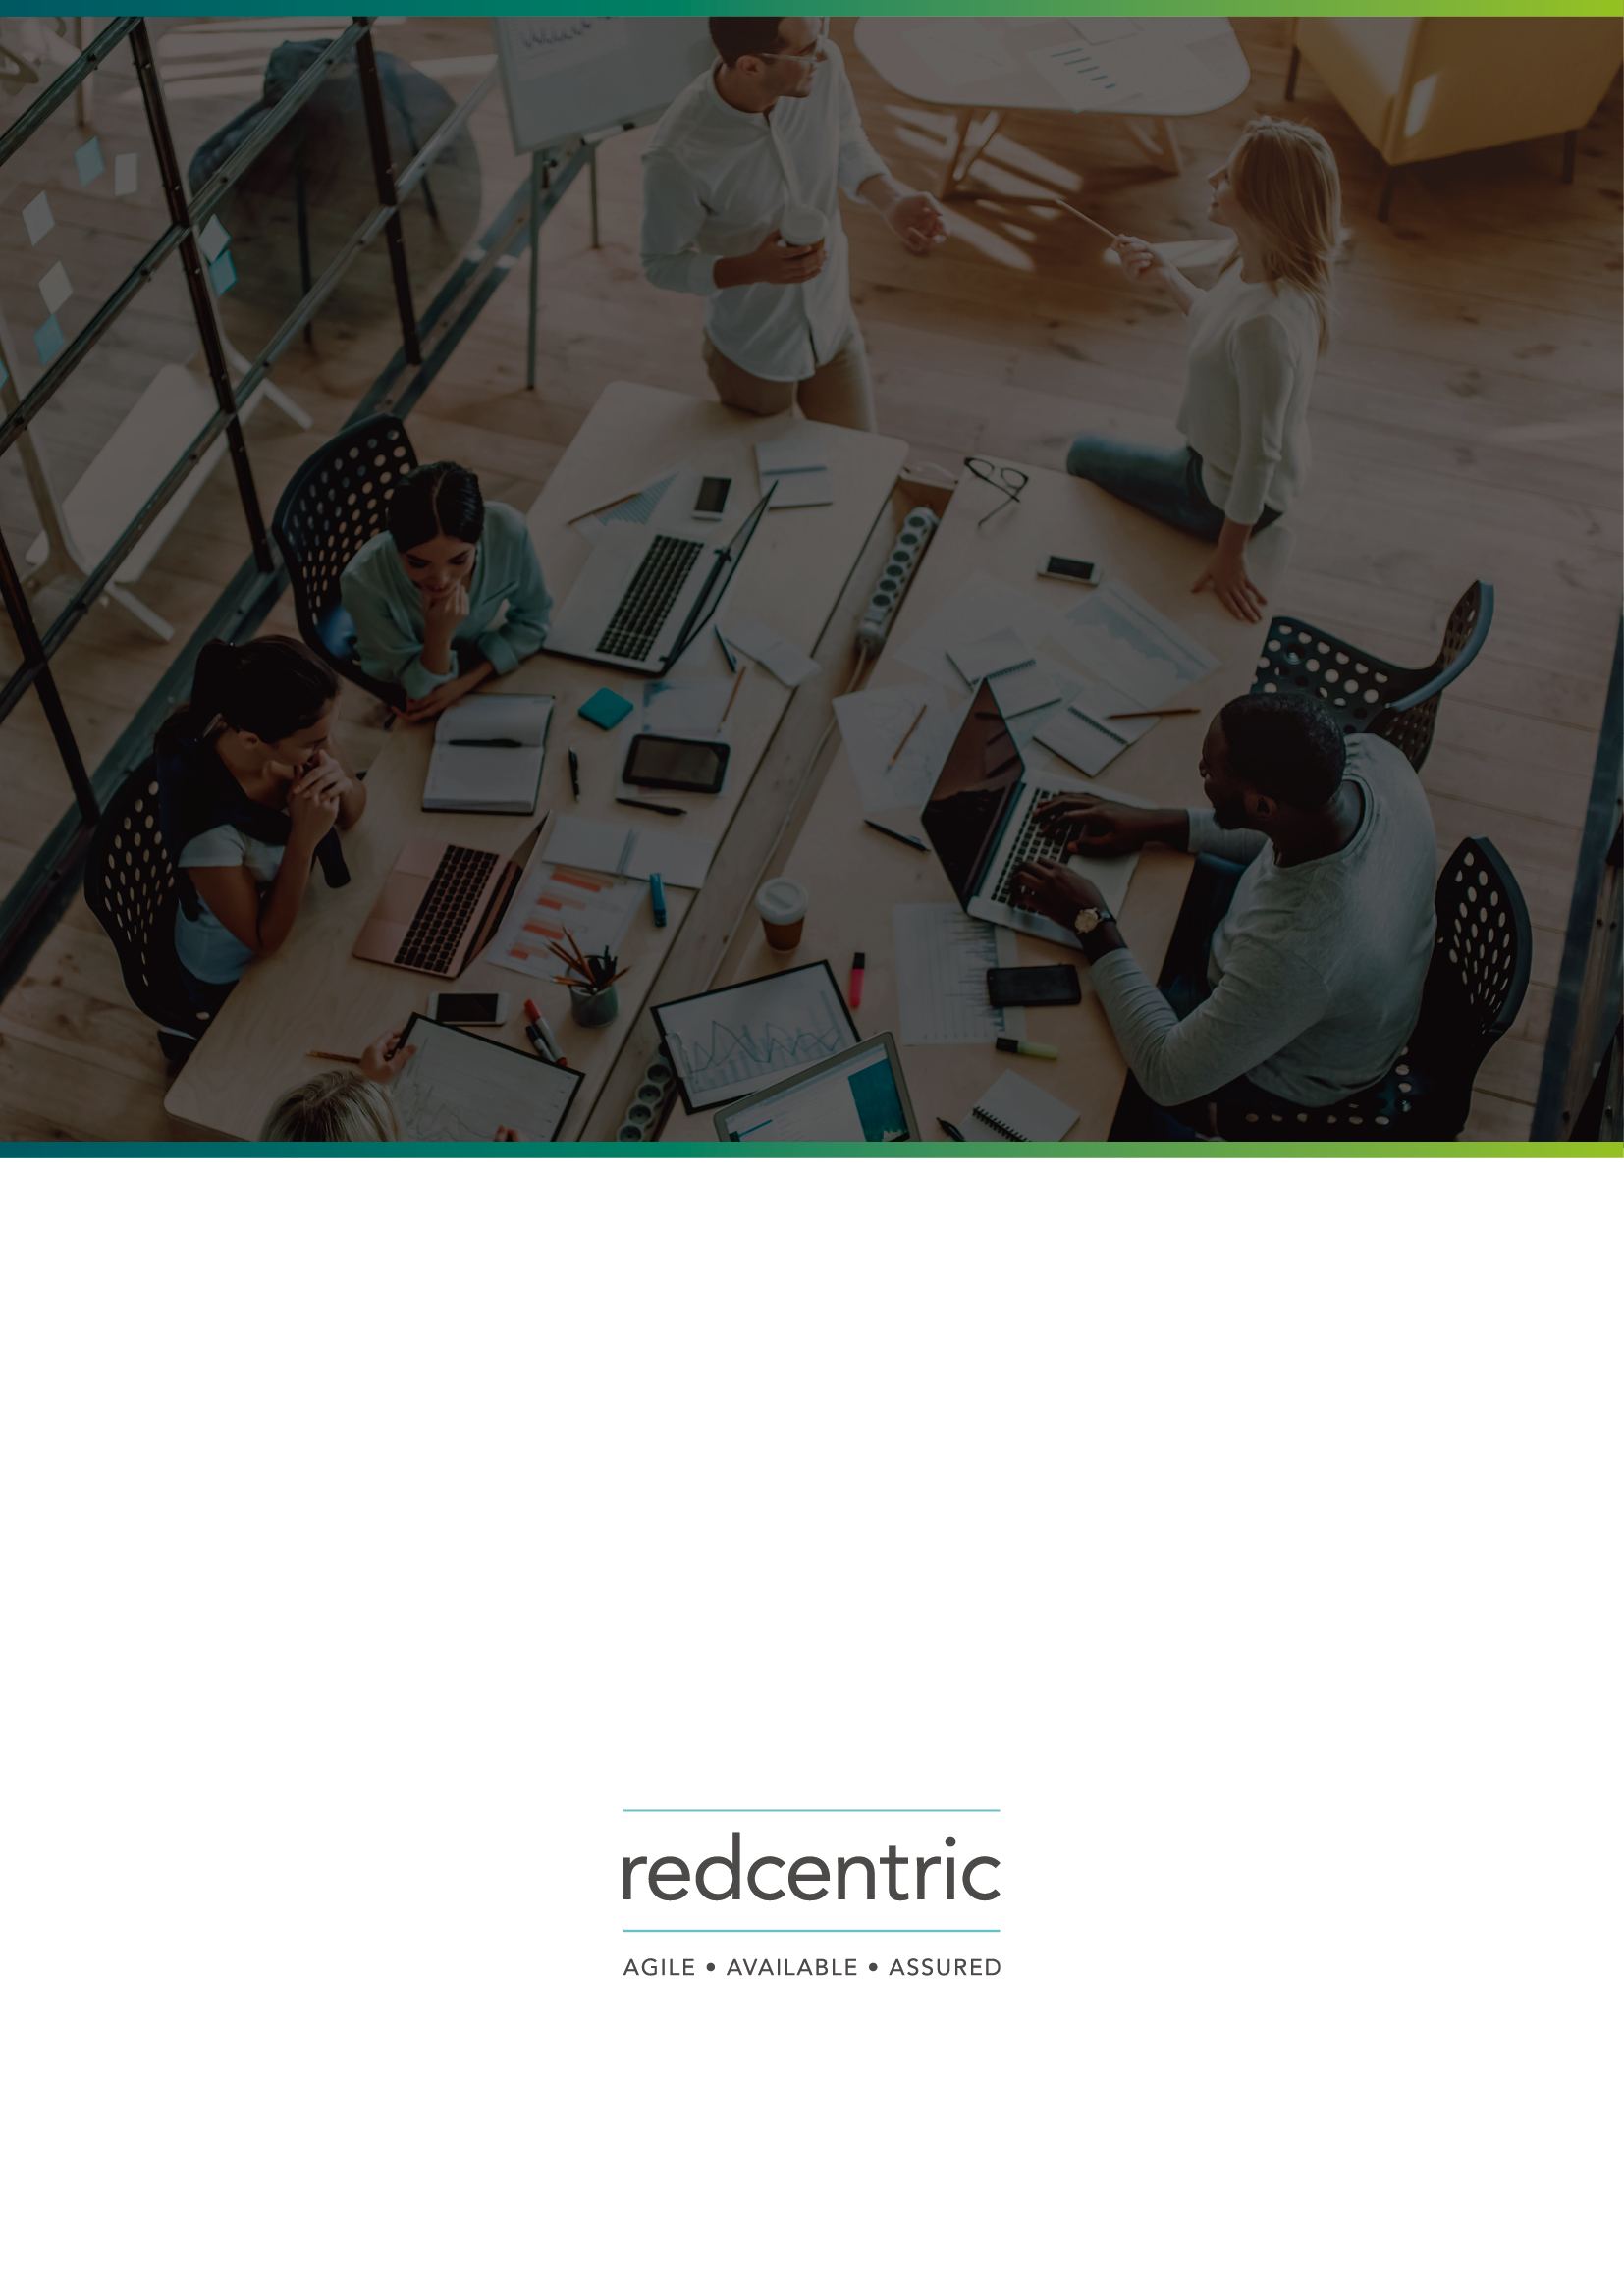 redcentric
AGILE • AVAILABLE • ASSURED